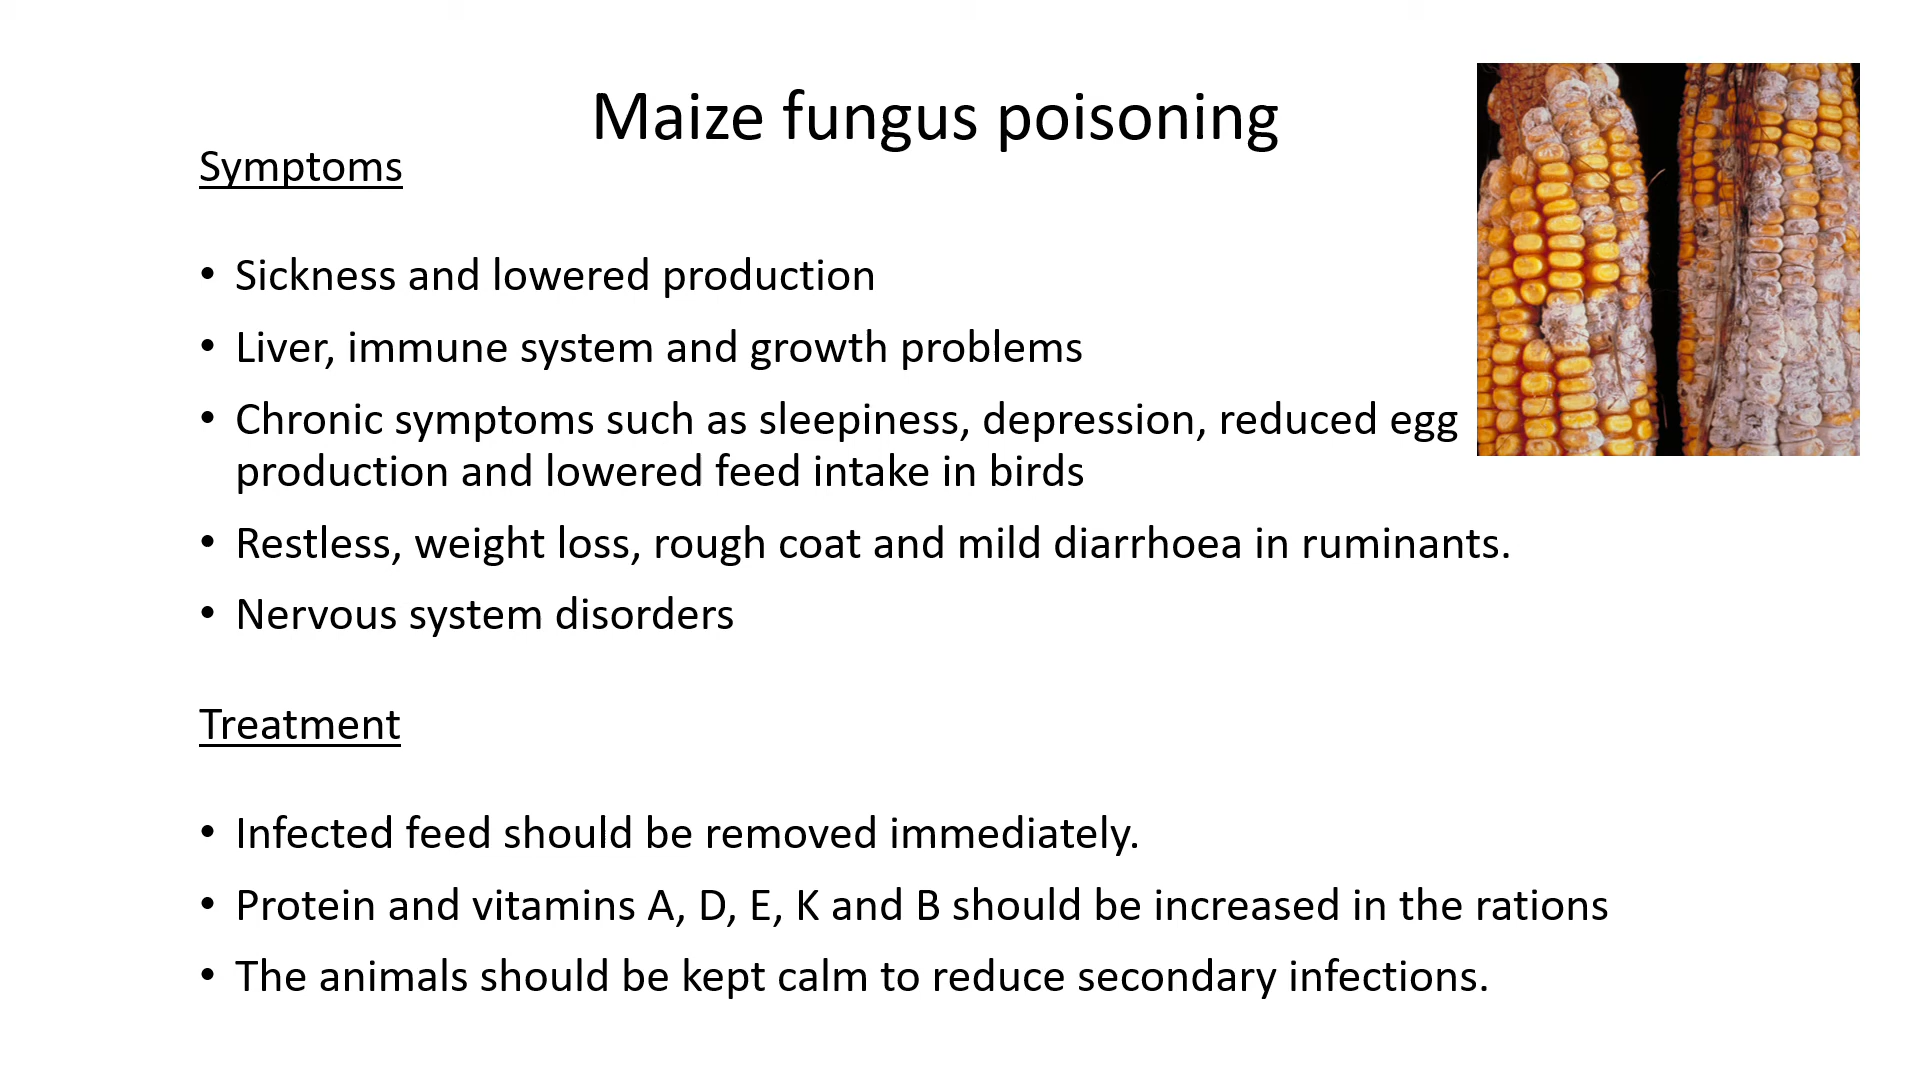 Maize fungus poisoning
Symptoms
• Sickness and lowered production
• Liver, immune system and growth problems
• Chronic symptoms such as sleepiness, depression, reduced egg
production and lowered feed intake in birds
• Restless, weight loss, rough coat and mild diarrhoea in ruminants.
• Nervous system disorders
Treatment
• Infected feed should be removed immediately.
• Protein and vitamins A, D, E, K and B should be increased in the rations
• The animals should be kept calm to reduce secondary infections.